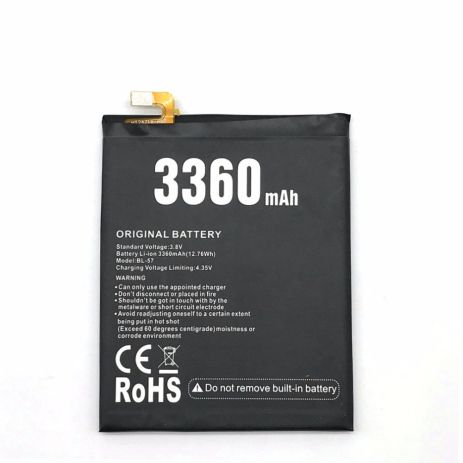 3360 mAh
ORIGINAL BATTERY
Standard Voltage:3.8V
Battery Li-ion 3360mAh(12.76Wh)
Model:BL-57
Charging Voltage Limiting:4.35V
WARNING
•Can only use the appointed charger
•Don't disconnect or placed in fire
•Shouldn't be got in touch with by the
metalware or short circuit electrode
•Avoid readjusting oneself to a certain extent
being put in hot shot
(Exceed 60 degrees centigrade)moistness or
corrode environment
CE
RoHS
Do not remove built-in battery